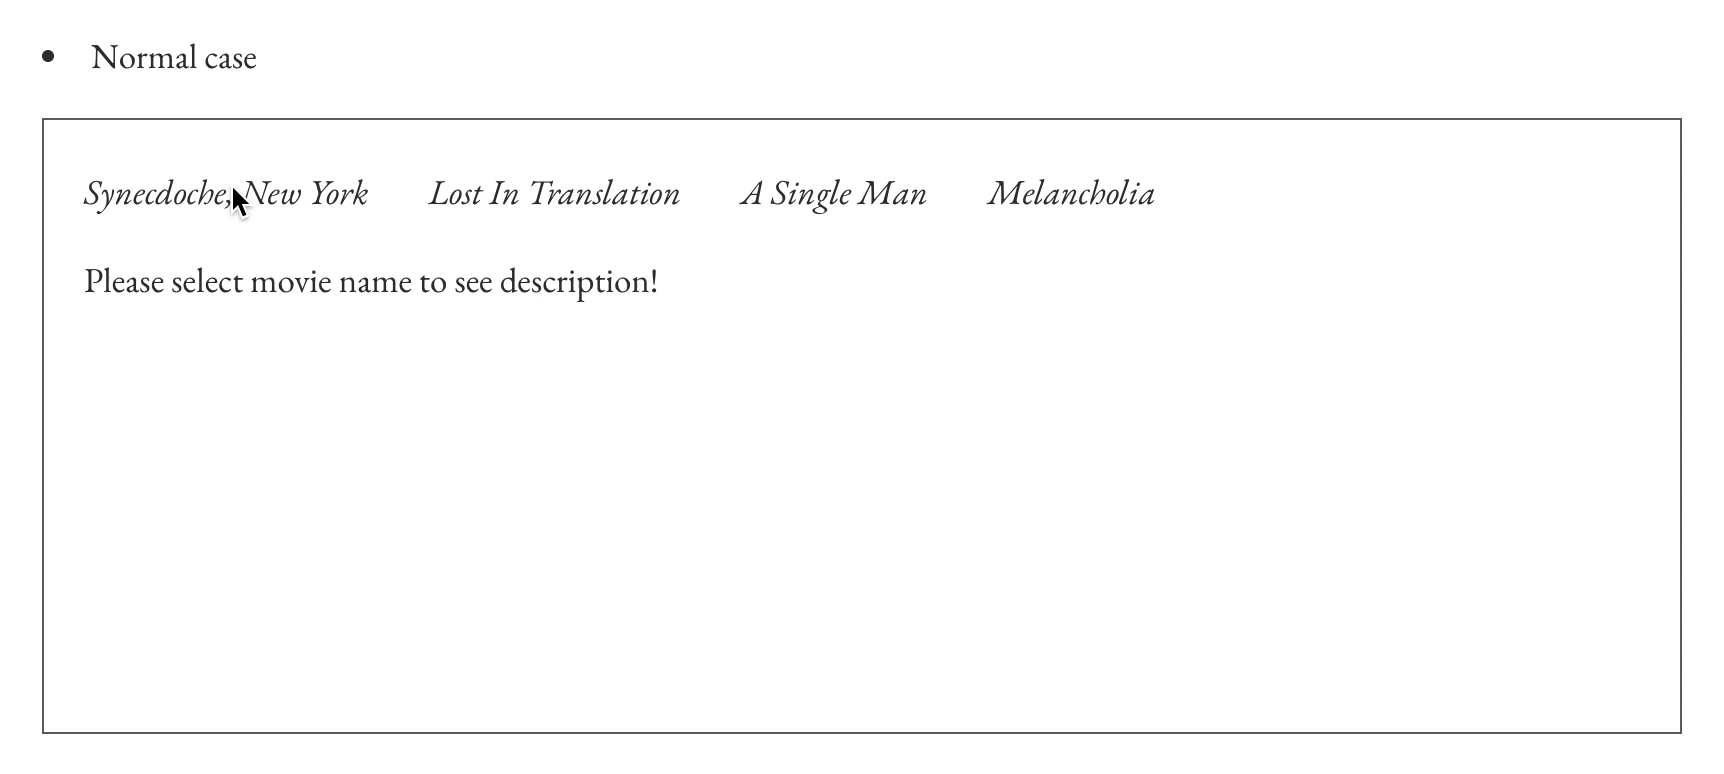 Normal case
Synecdoche, New York Lost In Translation A Single Man Melancholia
Please select movie name to see description!